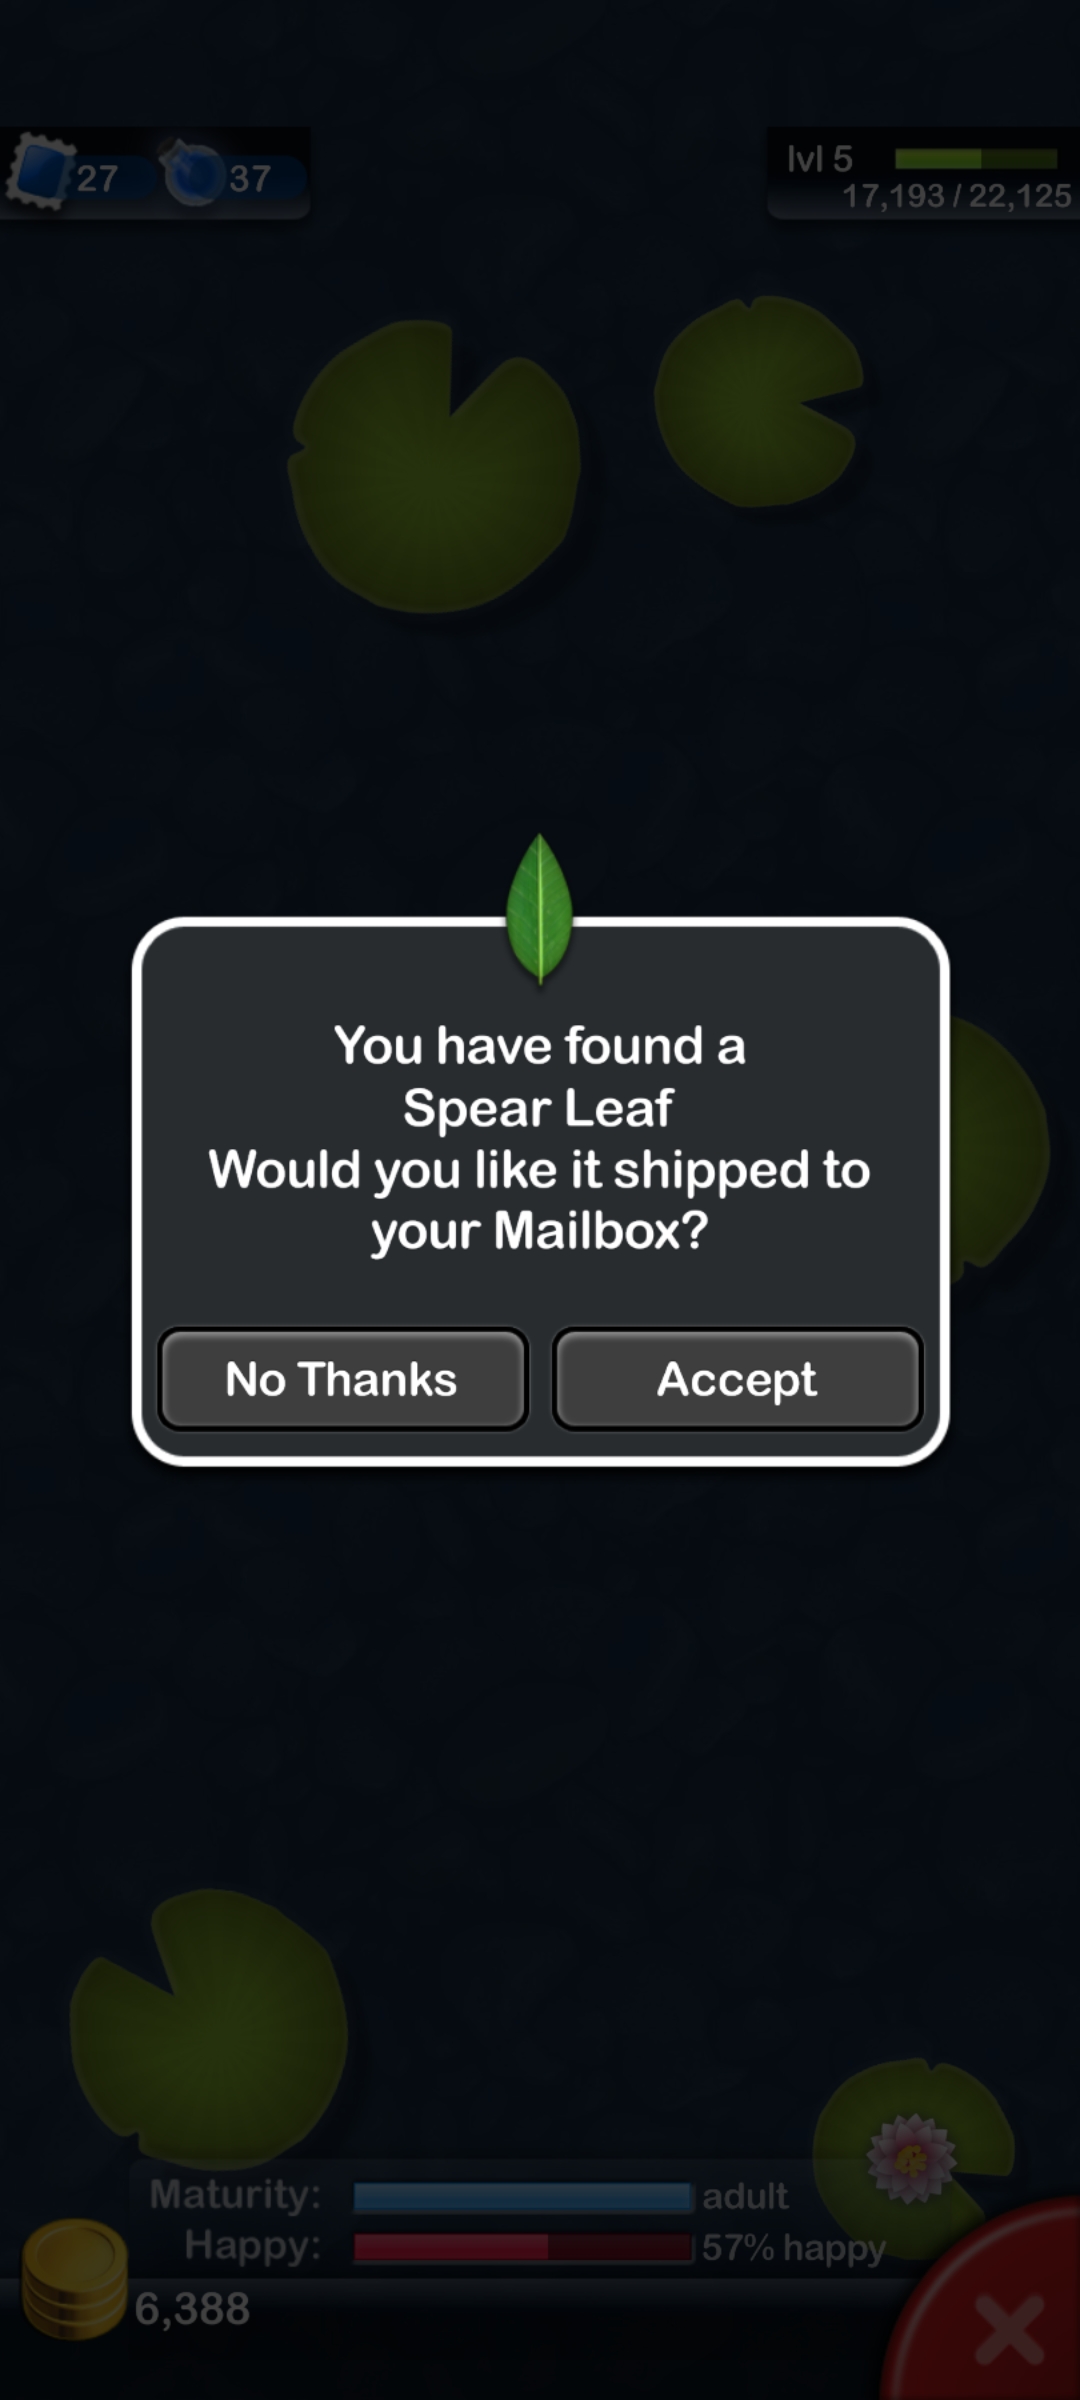 27 37
lvl 5
17,193 / 22,125
You have found a
Spear Leaf
Would you like it shipped to
your Mailbox?
No Thanks Accept
Maturity: adult
Happy: 57% happy
6,388